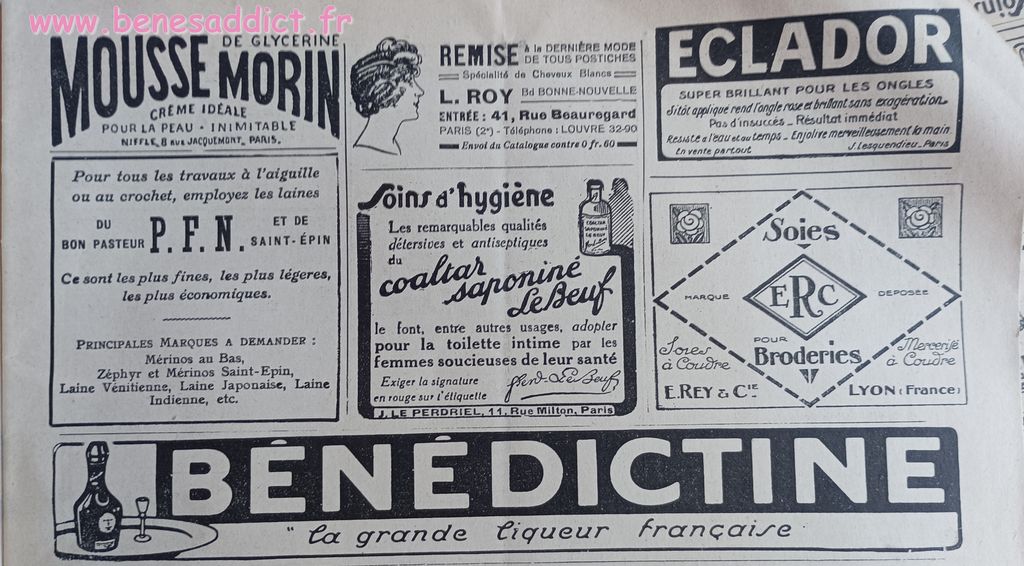 www.benesaddict.fr
MOUSSE DE GLYCERINE
MORIN
CRÈME IDÉALE
POUR LA PEAU - INIMITABLE
NIFFLE, 8 RUE JACQUEMONT, PARIS.
REMISE à la DERNIÈRE MODE
DE TOUS POSTICHES
Spécialité de Cheveux Blancs
L. ROY Bd BONNE-NOUVELLE
ENTRÉE : 41, Rue Beauregard
PARIS (2e) - Téléphone : LOUVRE 32-90
Envoi du Catalogue contre 0 fr. 60
ECLADOR
SUPER BRILLANT POUR LES ONGLES
Sitôt appliqué rend l'ongle rose et brillant sans exagération.
Pas d'insuccès - Résultat immédiat
Résiste à l'eau et au temps - Enjolive merveilleusement la main.
En vente partout J. Lesquendieu - Paris
Pour tous les travaux à l'aiguille
ou au crochet, employez les laines
DU BON PASTEUR P. F. N. ET DE SAINT-ÉPIN
Ce sont les plus fines, les plus légeres,
les plus économiques.
PRINCIPALES MARQUES A DEMANDER :
Mérinos au Bas,
Zéphyr et Mérinos Saint-Epin,
Laine Vénitienne, Laine Japonaise, Laine
Indienne, etc.
Soins d'hygiène
Les remarquables qualités
détersives et antiseptiques
du
coaltar
saponiné
Le Beuf
COALTAR
SAPONINÉ
LE BEUF
le font, entre autres usages, adopter
pour la toilette intime par les
femmes soucieuses de leur santé
Exiger la signature
en rouge sur l'étiquette
J. LE PERDRIEL, 11, Rue Milton, Paris
Soies
MARQUE ERC DEPOSÉE
POUR
Broderies
Soies
à Coudre
Mercerisé
à Coudre
E. REY & CIE LYON (France)
BÉNÉDICTINE
"la grande liqueur française